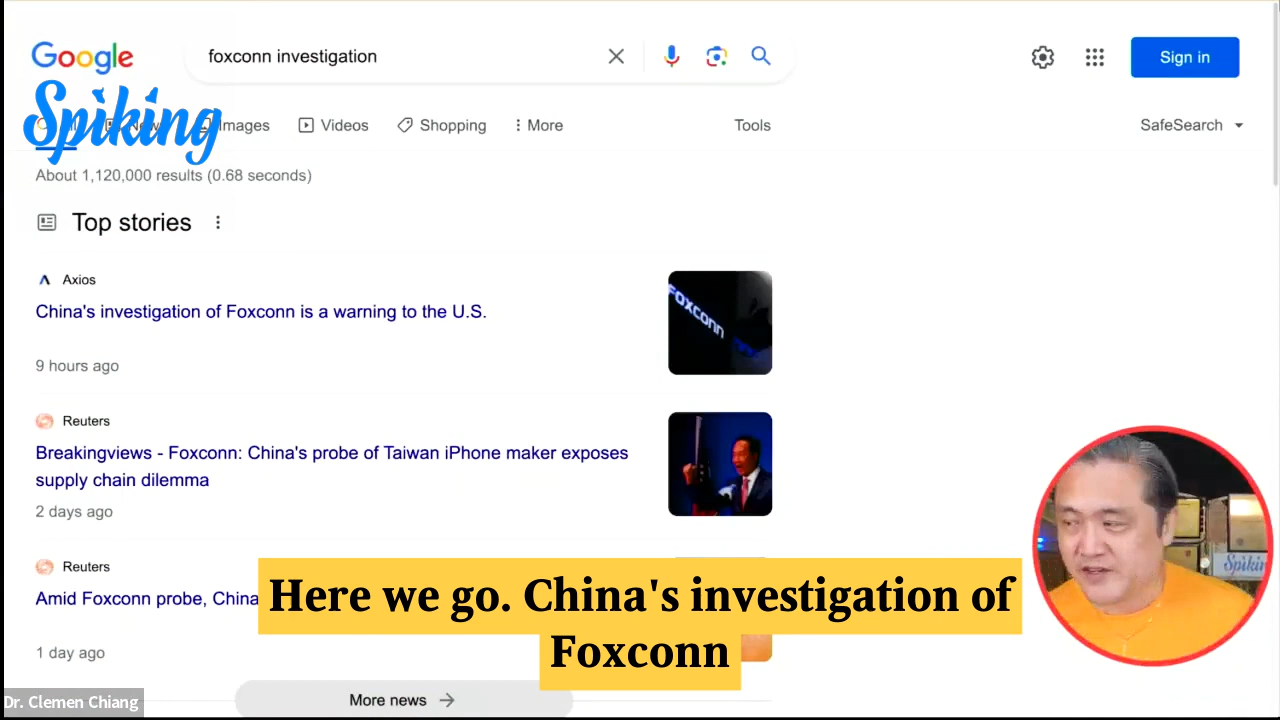 Google
foxconn investigation
Sign in
Spiking
Images
Videos
Shopping
More
Tools
SafeSearch
About 1,120,000 results (0.68 seconds)
Top stories
Axios
China's investigation of Foxconn is a warning to the U.S.
9 hours ago
Foxconn
Reuters
Breakingviews - Foxconn: China's probe of Taiwan iPhone maker exposes
supply chain dilemma
2 days ago
Reuters
Amid Foxconn probe, China
1 day ago
Here we go. China's investigation of
Foxconn
Spiking
More news
Dr. Clemen Chiang